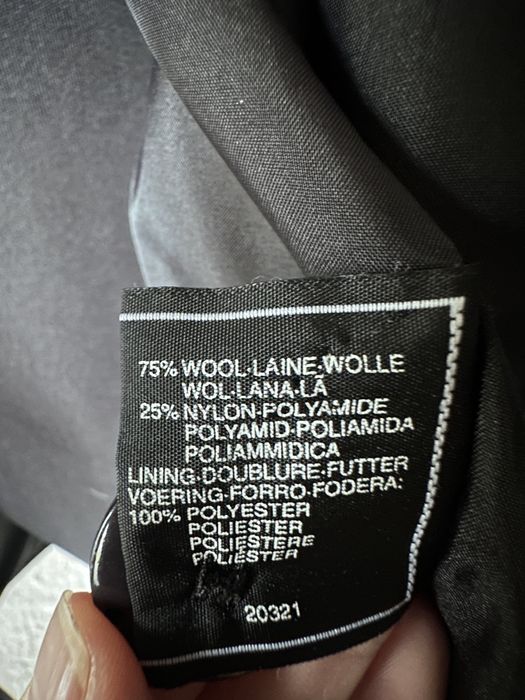 75% WOOL·LAINE·WOLLE
WOL·LANA·LÃ
25% NYLON·POLYAMIDE
POLYAMID·POLIAMIDA
POLIAMMIDICA
LINING·DOUBLURE·FUTTER
VOERING·FORRO·FODERA:
100% POLYESTER
POLIESTER
POLIESTERE
POLIÉSTER
20321